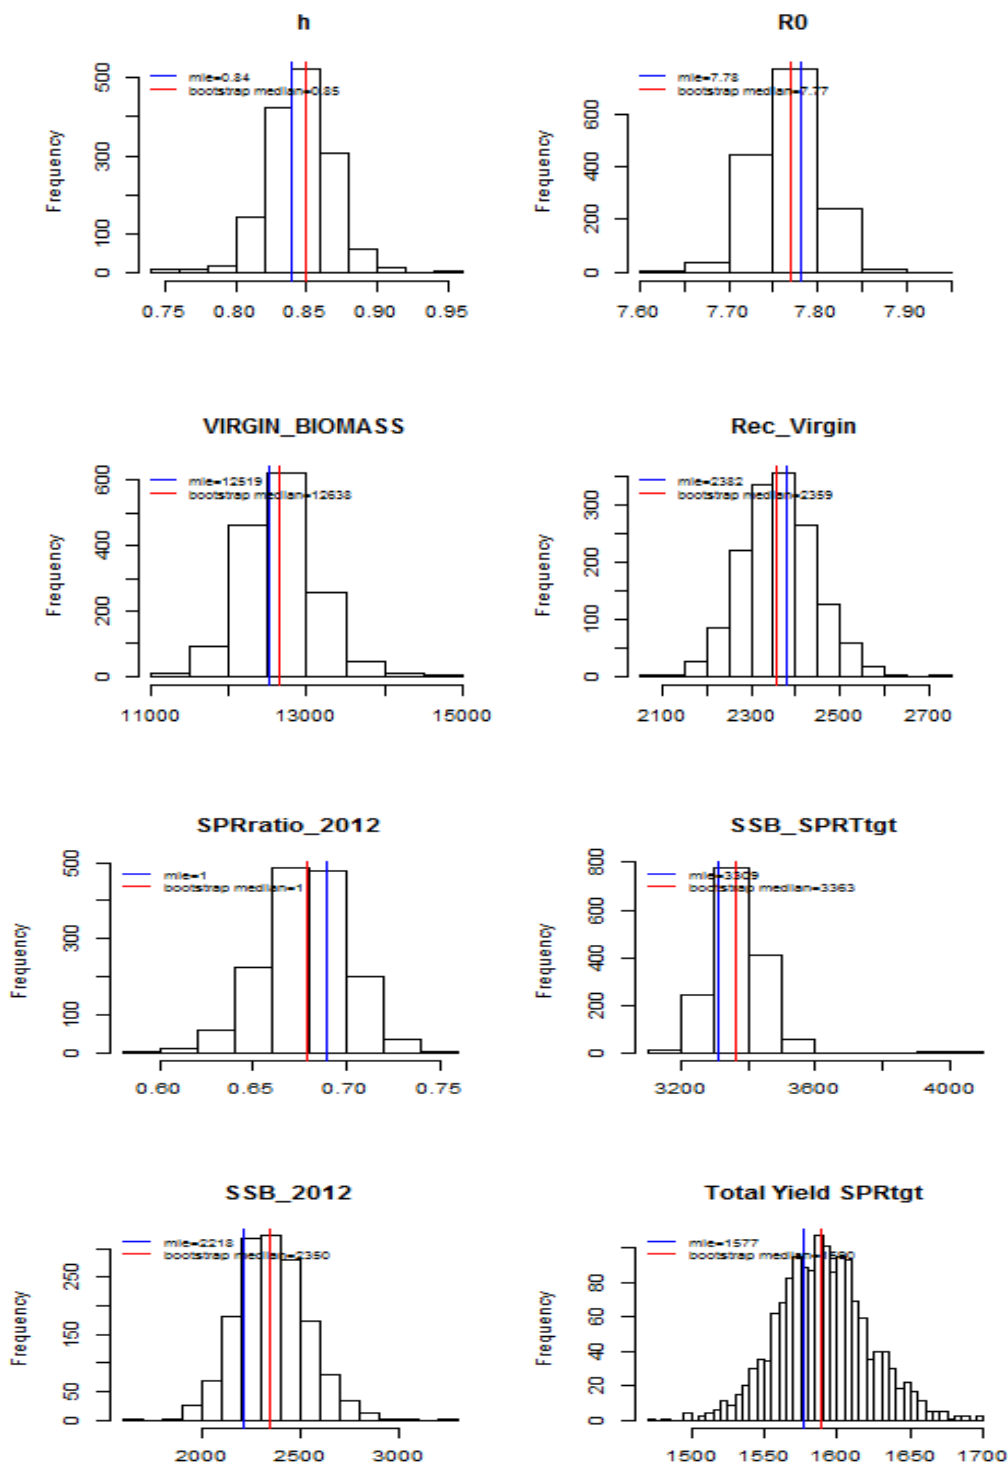 h
mle=0.84
bootstrap median=0.85
Frequency
500
300
100
0
0.75 0.80 0.85 0.90 0.95
R0
mle=7.78
bootstrap median=7.77
Frequency
600
400
200
0
7.60 7.70 7.80 7.90
VIRGIN_BIOMASS
mle=12519
bootstrap median=12638
Frequency
600
400
200
0
11000 13000 15000
Rec_Virgin
mle=2382
bootstrap median=2359
Frequency
300
200
100
0
2100 2300 2500 2700
SPRratio_2012
mle=1
bootstrap median=1
Frequency
500
300
100
0
0.60 0.65 0.70 0.75
SSB_SPRTtgt
mle=3309
bootstrap median=3363
Frequency
800
600
400
200
0
3200 3600 4000
SSB_2012
mle=2218
bootstrap median=2350
Frequency
250
150
50
0
2000 2500 3000
Total Yield SPRtgt
mle=1577
bootstrap median=1590
Frequency
80
60
40
20
0
1500 1550 1600 1650 1700